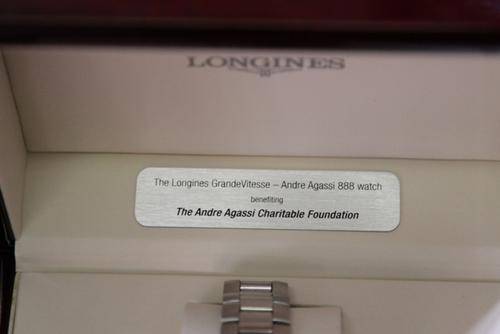 LONGINES
The Longines GrandeVitesse – Andre Agassi 888 watch
benefiting
The Andre Agassi Charitable Foundation